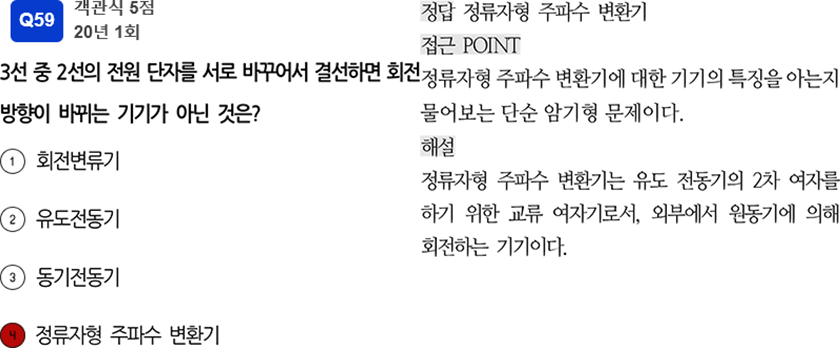 Q59
객관식 5점
20년 1회
3선 중 2선의 전원 단자를 서로 바꾸어서 결선하면 회전
방향이 바뀌는 기기가 아닌 것은?
① 회전변류기
② 유도전동기
③ 동기전동기
4 정류자형 주파수 변환기
정답 정류자형 주파수 변환기
접근 POINT
정류자형 주파수 변환기에 대한 기기의 특징을 아는지
물어보는 단순 암기형 문제이다.
해설
정류자형 주파수 변환기는 유도 전동기의 2차 여자를
하기 위한 교류 여자기로서, 외부에서 원동기에 의해
회전하는 기기이다.